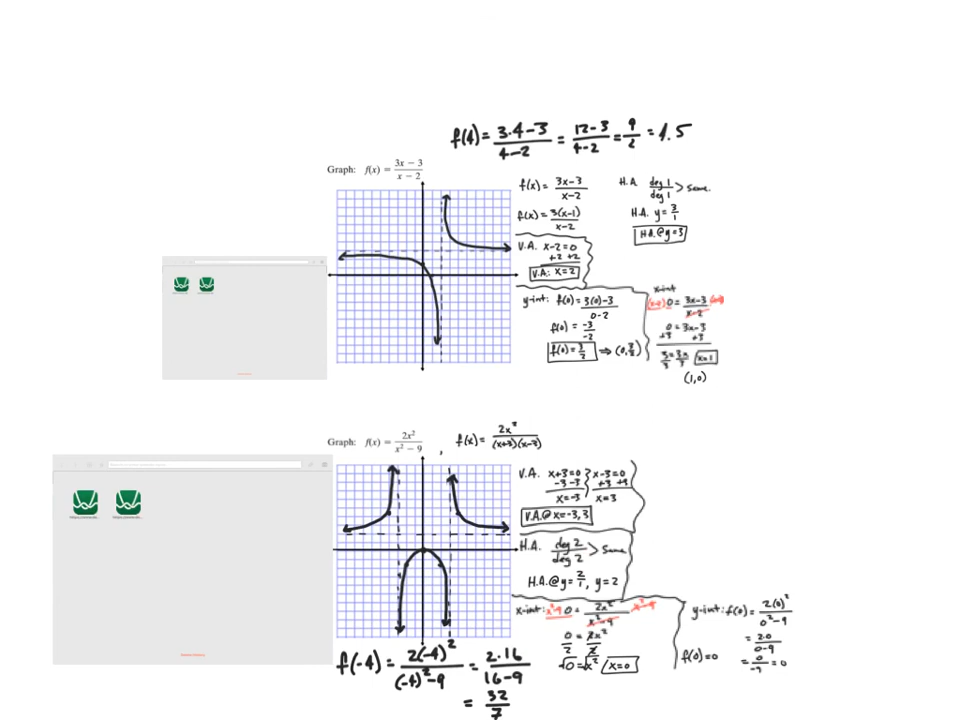 f(4) = 3·4−3 / 4−2 = 12−3 / 4−2 = 9/2 = 4.5
Graph: f(x) = 3x − 3 / x − 2
f(x) = 3x−3 / x−2
f(x) = 3(x−1) / x−2
H.A. deg 1 / deg 1 > Same.
H.A. y = 3/1
H.A.@ y=3
V.A. x−2=0
+2 +2
V.A.: x=2
y-int: f(0) = 3(0)−3 / 0−2
f(0) = −3 / −2
f(0) = 3/2 ⇒ (0, 3/2)
x-int
0 = 3x−3 / x−2
0 = 3x−3
+3 +3
3/3 = 3x/3 x=1
(1,0)
Graph: f(x) = 2x² / x² − 9 , f(x) = 2x² / (x+3)(x−3)
V.A. x+3=0 x−3=0
−3 −3 +3 +3
x=−3 x=3
V.A.@ x=−3,3
H.A. deg 2 / deg 2 > Same
H.A.@ y = 2/1, y=2
x-int: x²−9 · 0 = 2x² / x²−9 · x²−9
0/2 = 2x²/2
√0 = √x² x=0
y-int: f(0) = 2(0)² / 0²−9
= 2·0 / 0−9
f(0)=0 = 0/−9 = 0
f(−4) = 2(−4)² / (−4)²−9 = 2·16 / 16−9
= 32/7